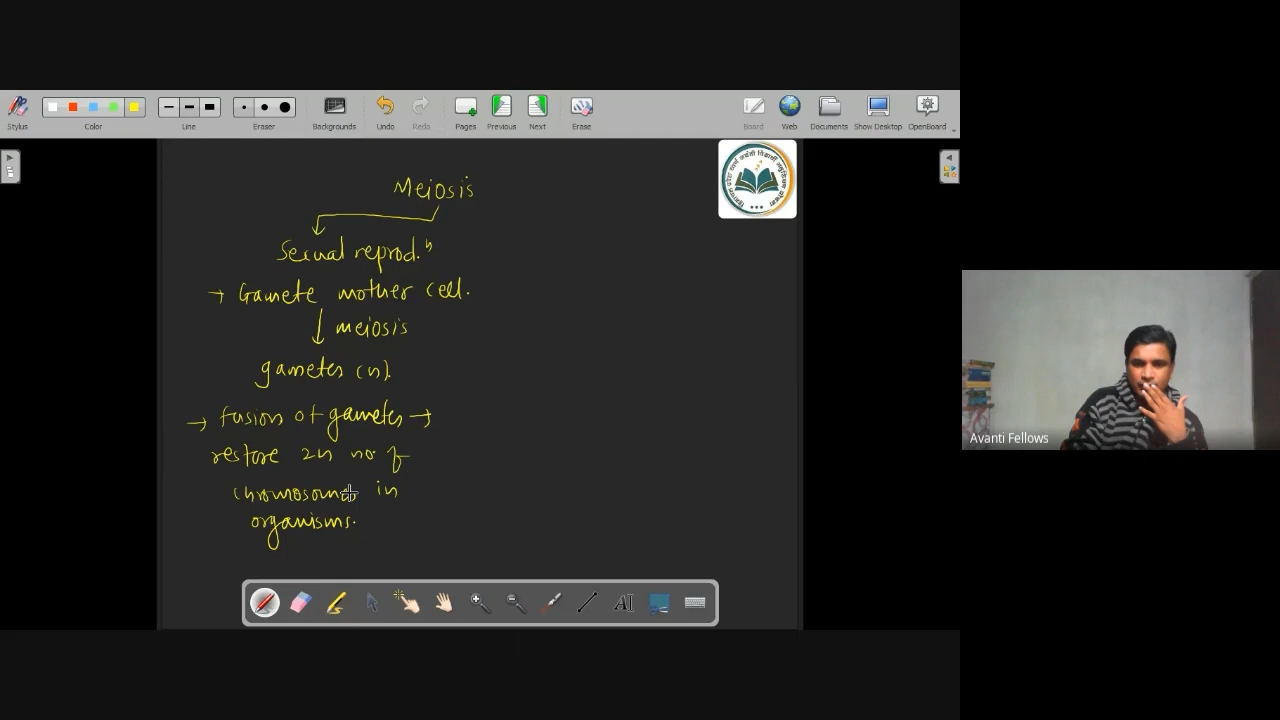 Stylus
Color
Line
Eraser
Backgrounds
Undo
Redo
Pages
Previous
Next
Erase
Board
Web
Documents
Show Desktop
OpenBoard
Meiosis
Sexual reprod.ⁿ
→ Gamete mother cell.
↓ meiosis
gametes (n).
→ fusion of gametes →
restore 2n no. of
chromosome in
organisms.
Avanti Fellows
AI